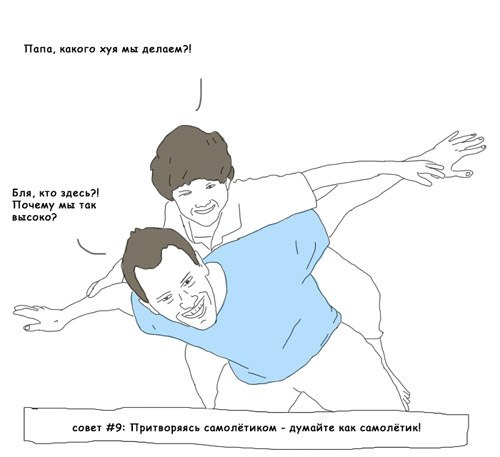 Папа, какого хуя мы делаем?!
Бля, кто здесь?!
Почему мы так
высоко?
совет #9: Притворяясь самолётиком - думайте как самолётик!